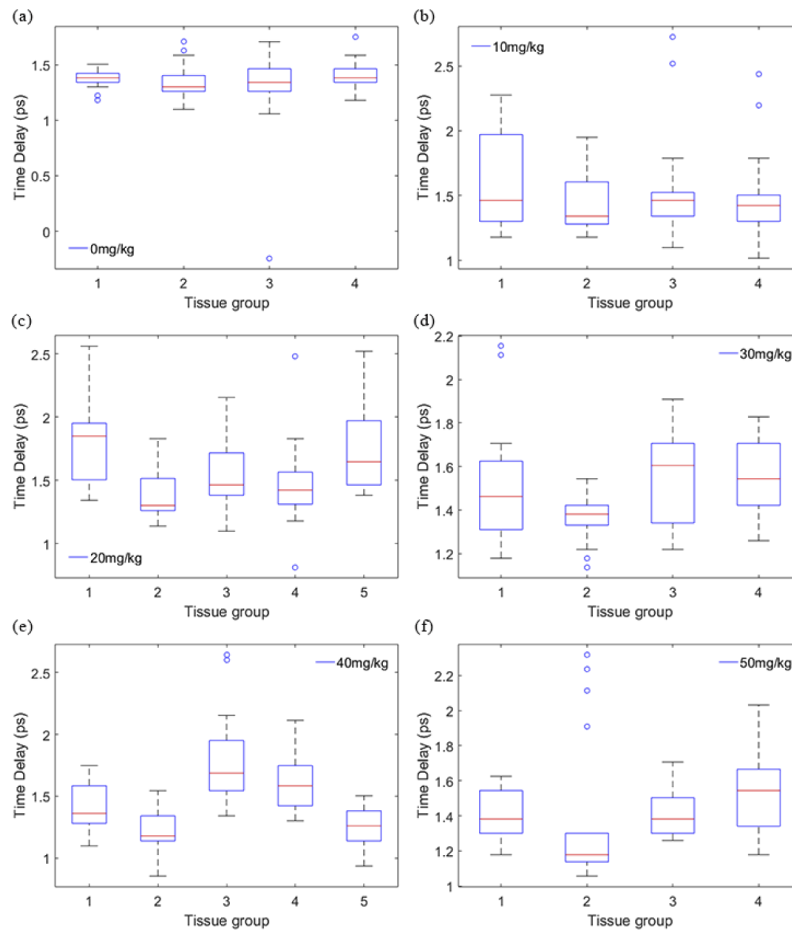 (a)
1.5
1
0.5
0
Time Delay (ps)
0mg/kg
1 2 3 4
Tissue group
(b)
2.5
2
1.5
1
Time Delay (ps)
10mg/kg
1 2 3 4
Tissue group
(c)
2.5
2
1.5
1
Time Delay (ps)
20mg/kg
1 2 3 4 5
Tissue group
(d)
2.2
2
1.8
1.6
1.4
1.2
Time Delay (ps)
30mg/kg
1 2 3 4
Tissue group
(e)
2.5
2
1.5
1
Time Delay (ps)
40mg/kg
1 2 3 4 5
Tissue group
(f)
2.2
2
1.8
1.6
1.4
1.2
1
Time Delay (ps)
50mg/kg
1 2 3 4
Tissue group